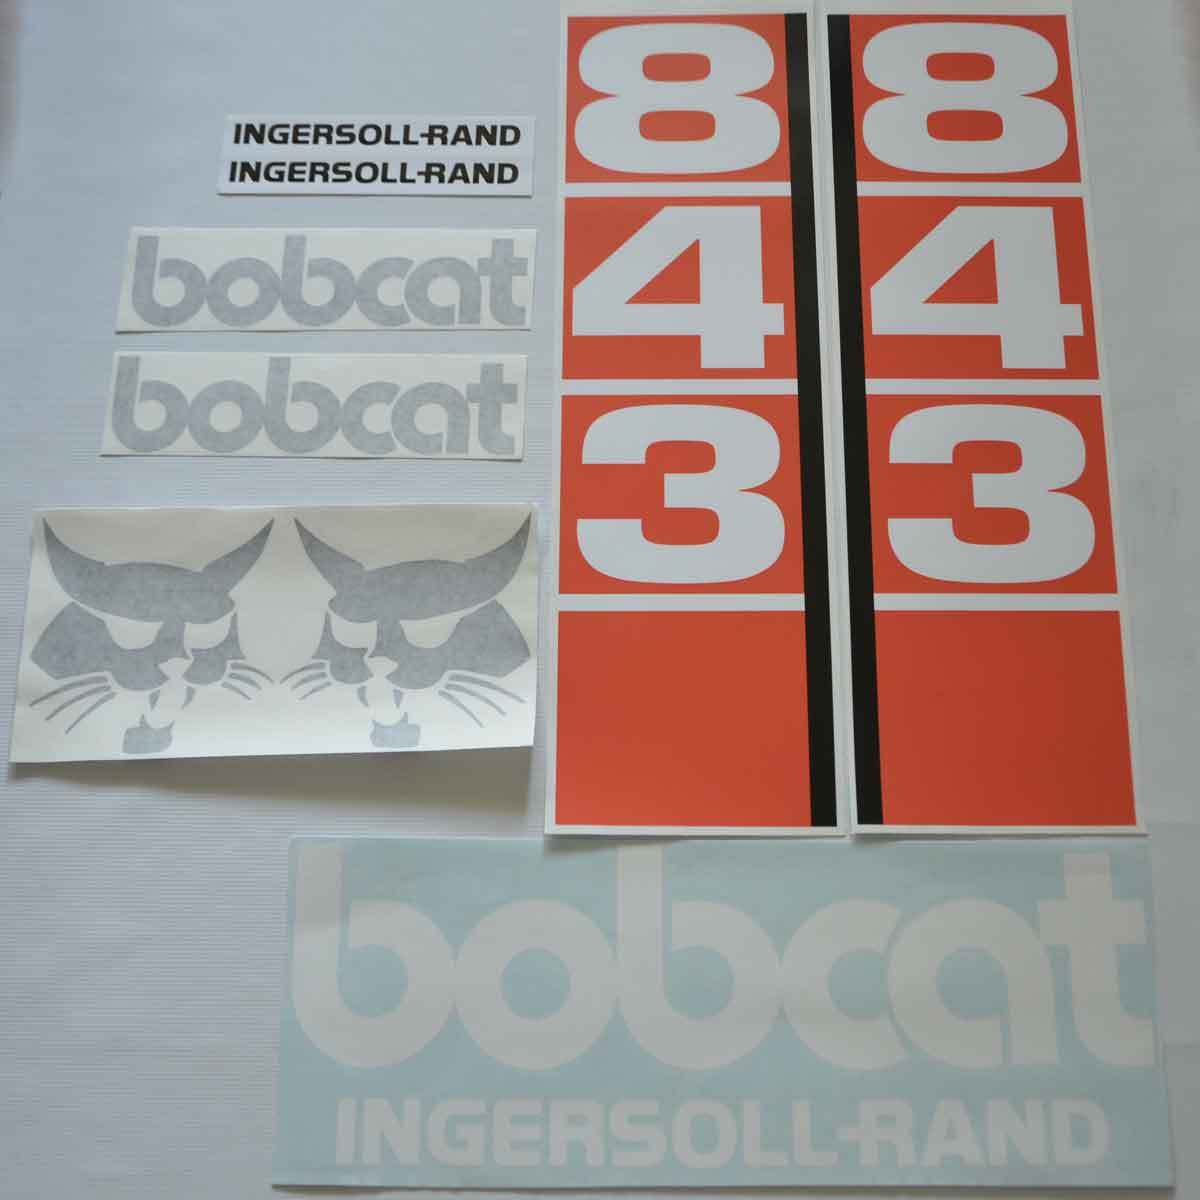 INGERSOLL-RAND
INGERSOLL-RAND
bobcat
bobcat
8
4
3
8
4
3
bobcat
INGERSOLL-RAND